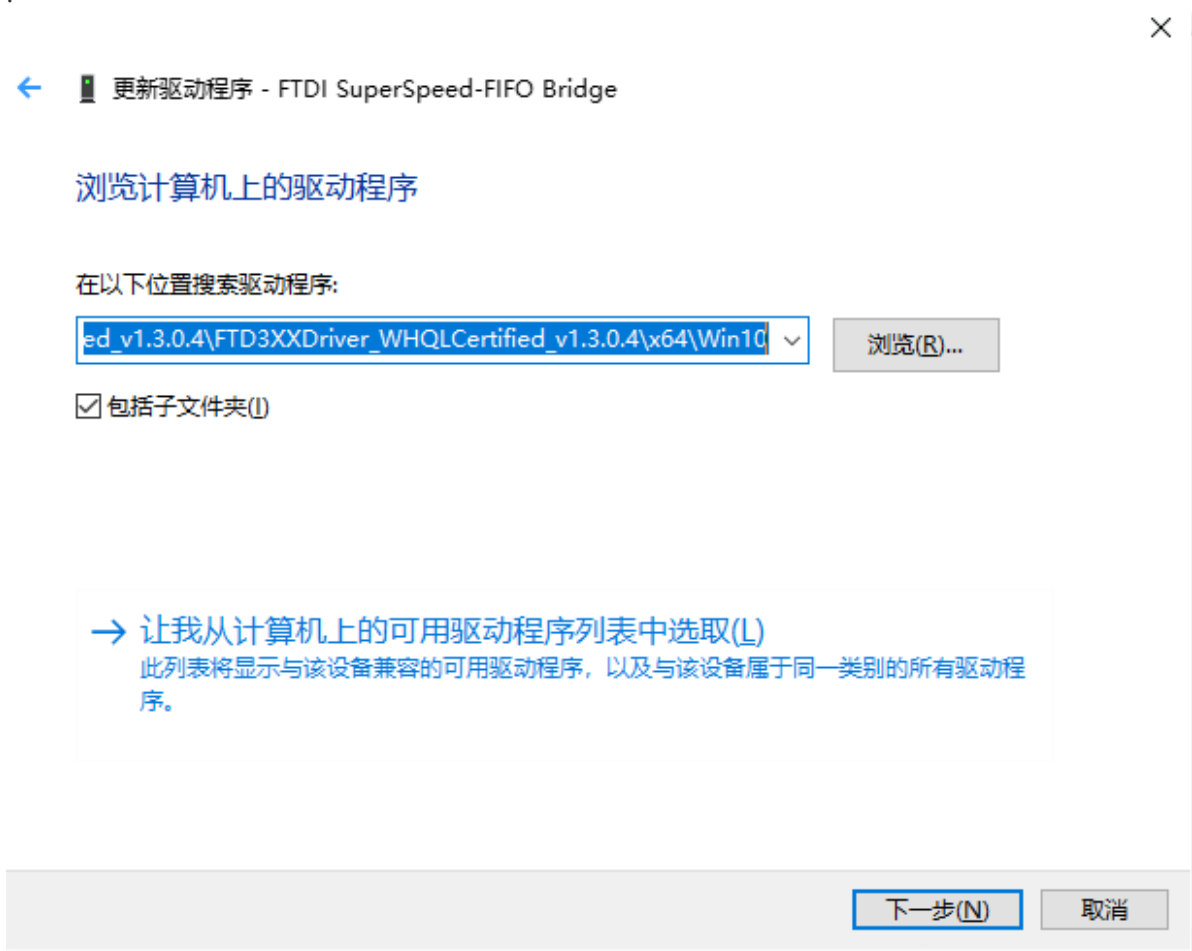 更新驱动程序 - FTDI SuperSpeed-FIFO Bridge
浏览计算机上的驱动程序
在以下位置搜索驱动程序:
ed_v1.3.0.4\FTD3XXDriver_WHQLCertified_v1.3.0.4\x64\Win10
浏览(R)...
包括子文件夹(I)
让我从计算机上的可用驱动程序列表中选取(L)
此列表将显示与该设备兼容的可用驱动程序，以及与该设备属于同一类别的所有驱动程
序。
下一步(N)
取消